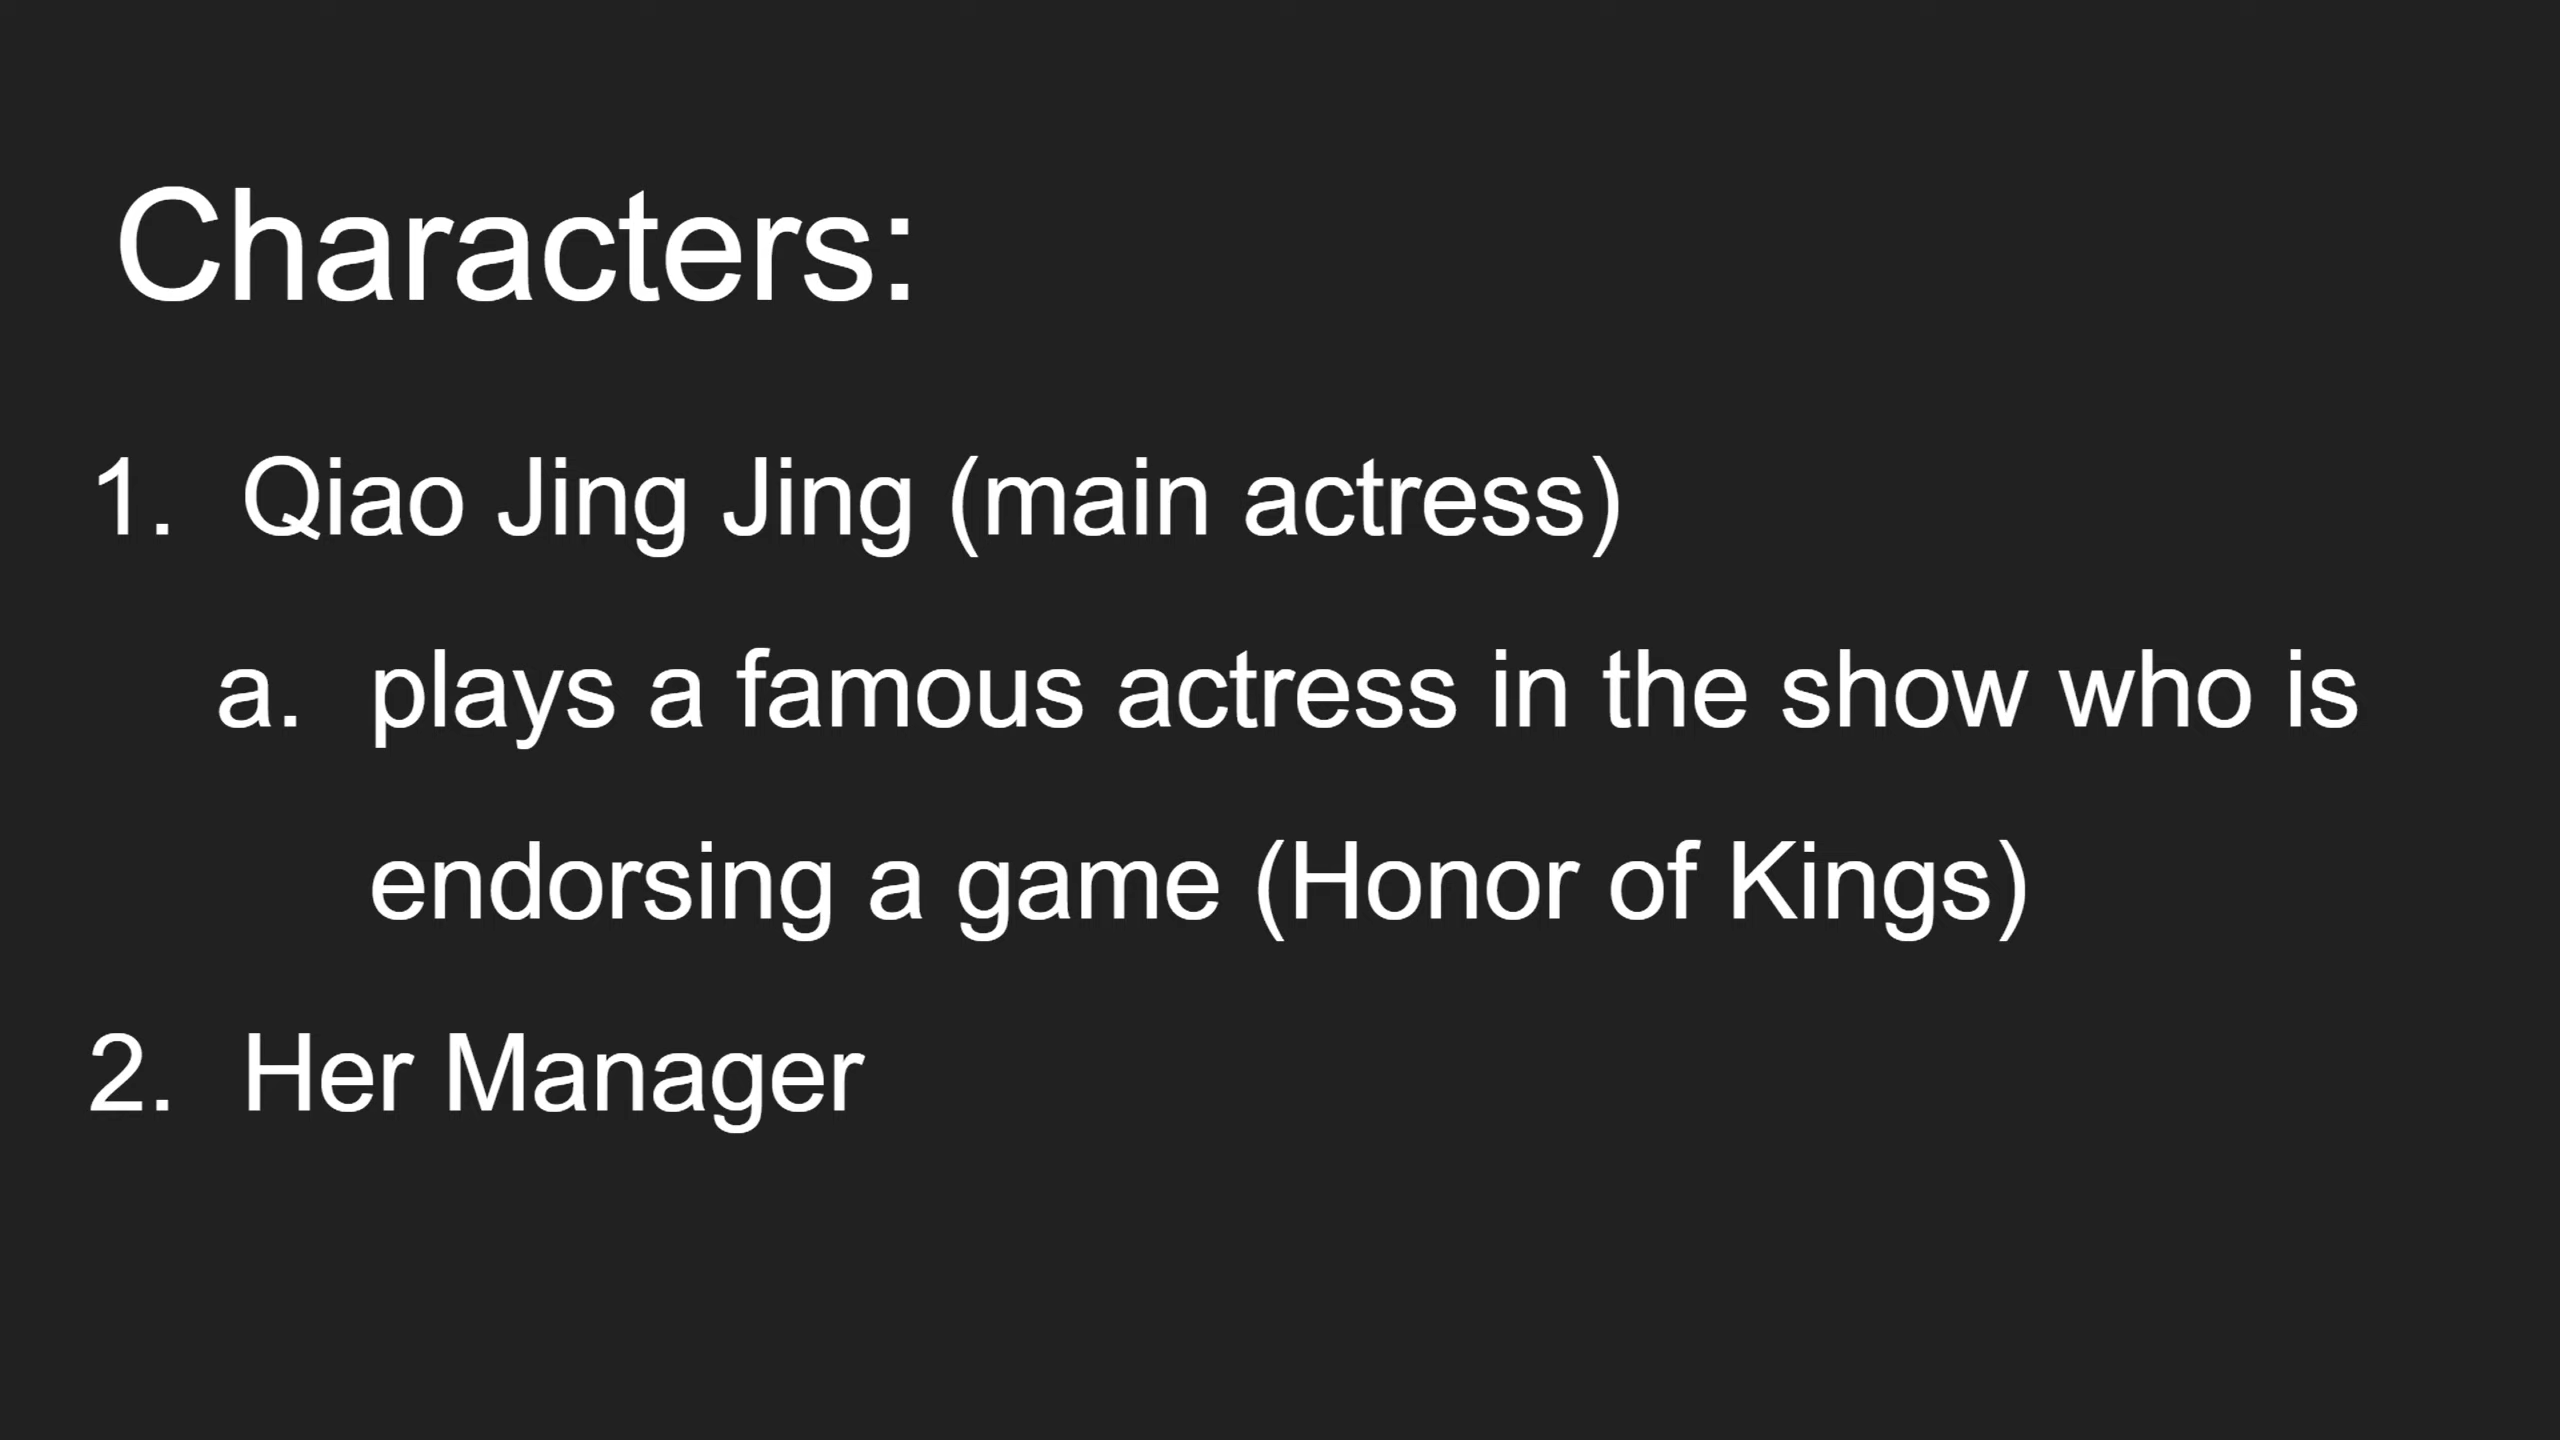 Characters:
1. Qiao Jing Jing (main actress)
a. plays a famous actress in the show who is
endorsing a game (Honor of Kings)
2. Her Manager